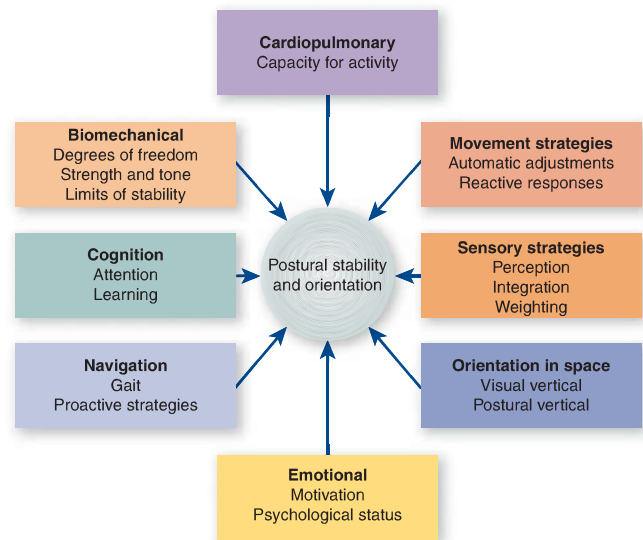 Cardiopulmonary
Capacity for activity
Biomechanical
Degrees of freedom
Strength and tone
Limits of stability
Movement strategies
Automatic adjustments
Reactive responses
Cognition
Attention
Learning
Postural stability
and orientation
Sensory strategies
Perception
Integration
Weighting
Navigation
Gait
Proactive strategies
Orientation in space
Visual vertical
Postural vertical
Emotional
Motivation
Psychological status